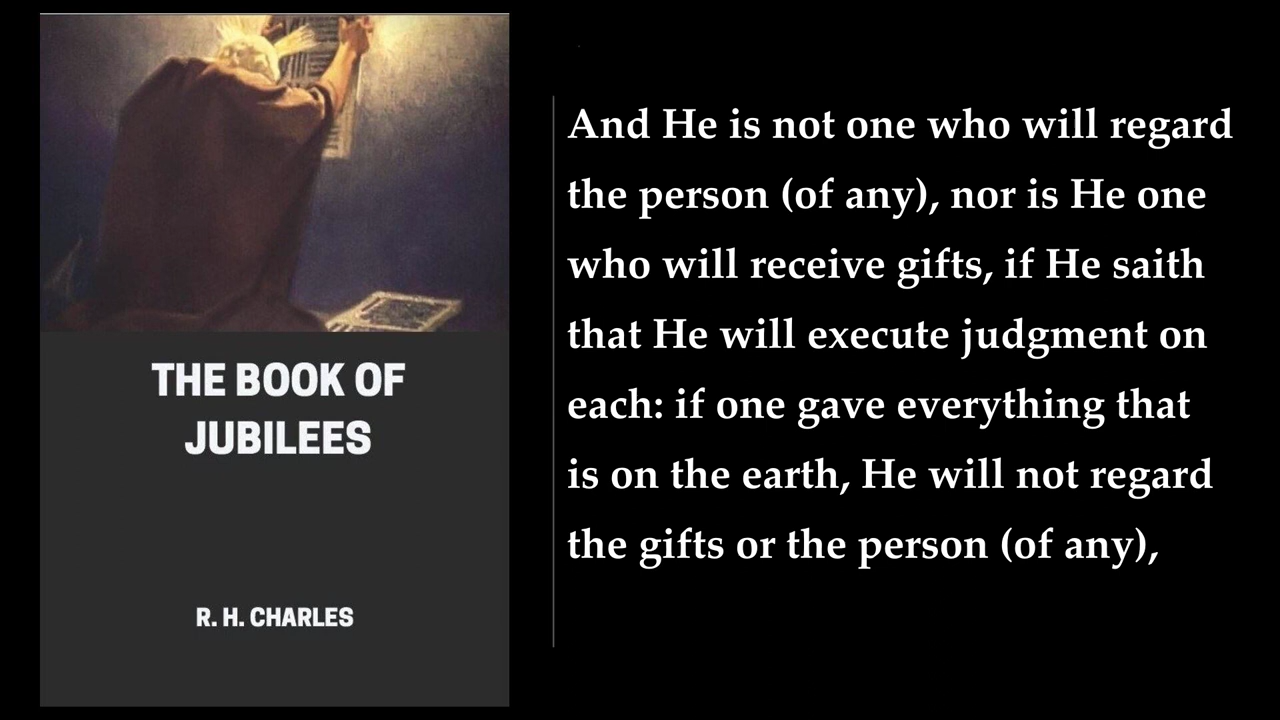 THE BOOK OF
JUBILEES
R. H. CHARLES
And He is not one who will regard
the person (of any), nor is He one
who will receive gifts, if He saith
that He will execute judgment on
each: if one gave everything that
is on the earth, He will not regard
the gifts or the person (of any),